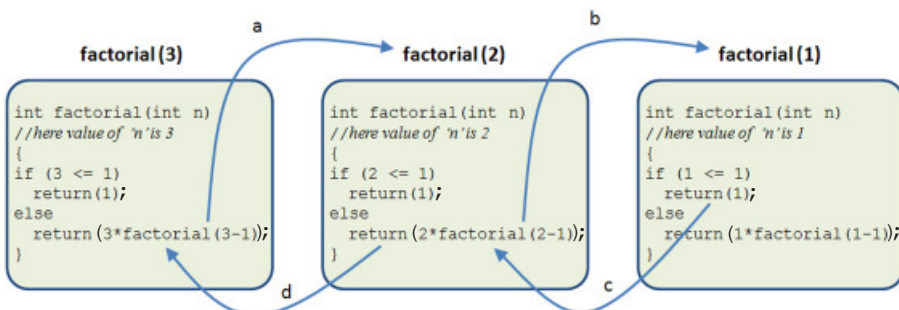 a
b
factorial(3)
factorial(2)
factorial(1)
int factorial(int n)
//here value of 'n' is 3
{
if (3 <= 1)
return(1);
else
return(3*factorial(3-1));
}
int factorial(int n)
//here value of 'n' is 2
{
if (2 <= 1)
return(1);
else
return(2*factorial(2-1));
}
int factorial(int n)
//here value of 'n' is 1
{
if (1 <= 1)
return(1);
else
return(1*factorial(1-1));
}
d
c